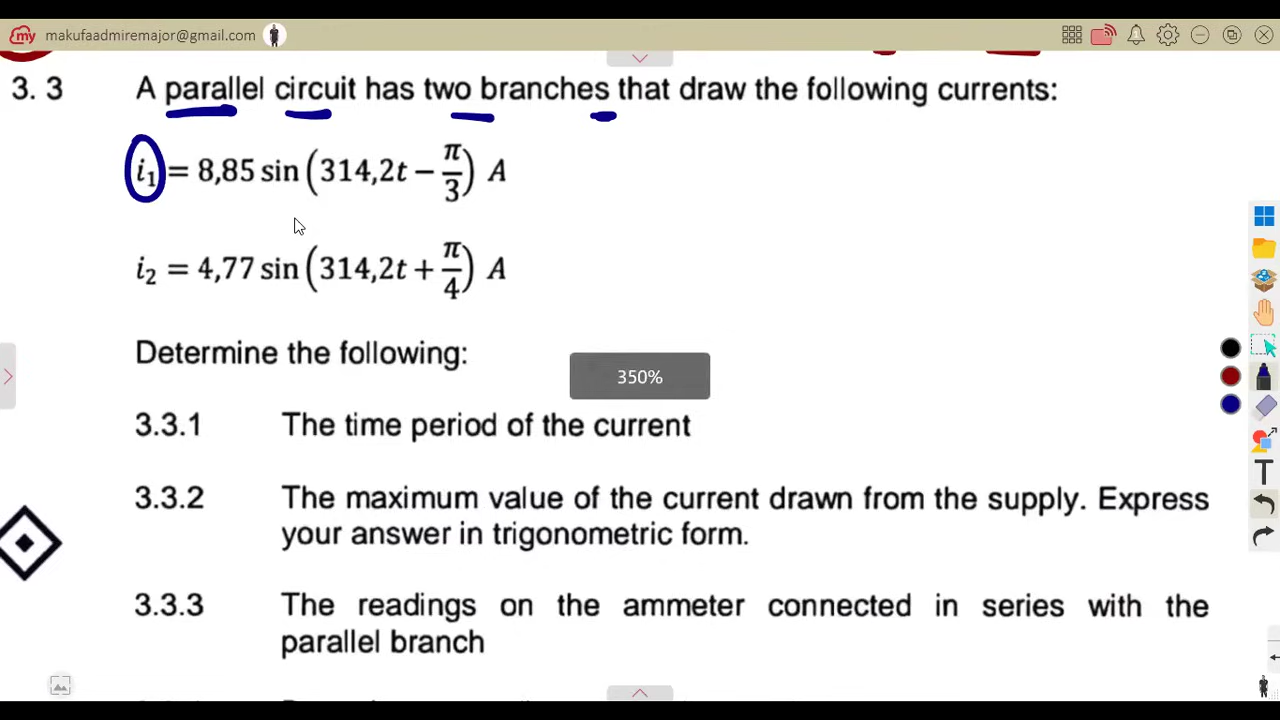 my makufaadmiremajor@gmail.com
3. 3 A parallel circuit has two branches that draw the following currents:
i₁ = 8,85 sin (314,2t − π/3) A
i₂ = 4,77 sin (314,2t + π/4) A
Determine the following:
350%
3.3.1 The time period of the current
3.3.2 The maximum value of the current drawn from the supply. Express
your answer in trigonometric form.
3.3.3 The readings on the ammeter connected in series with the
parallel branch